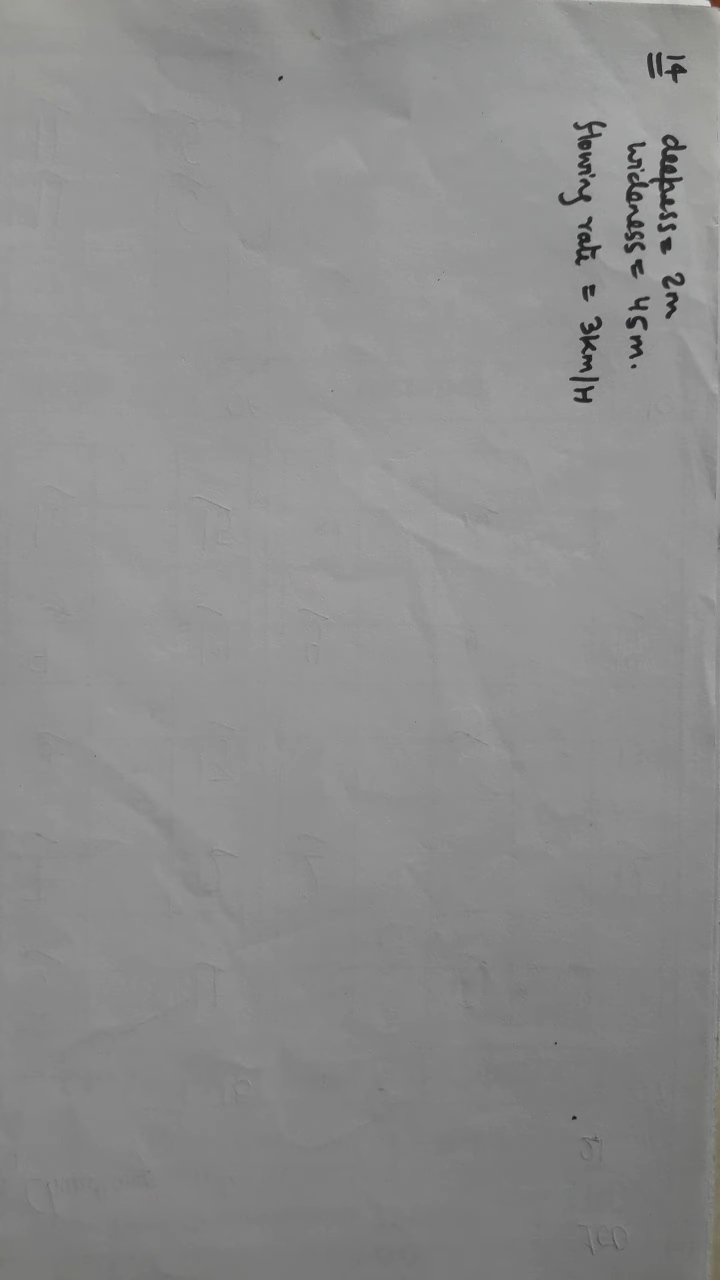 14 deepness = 2m
wideness = 45m.
flowing rate = 3km/H